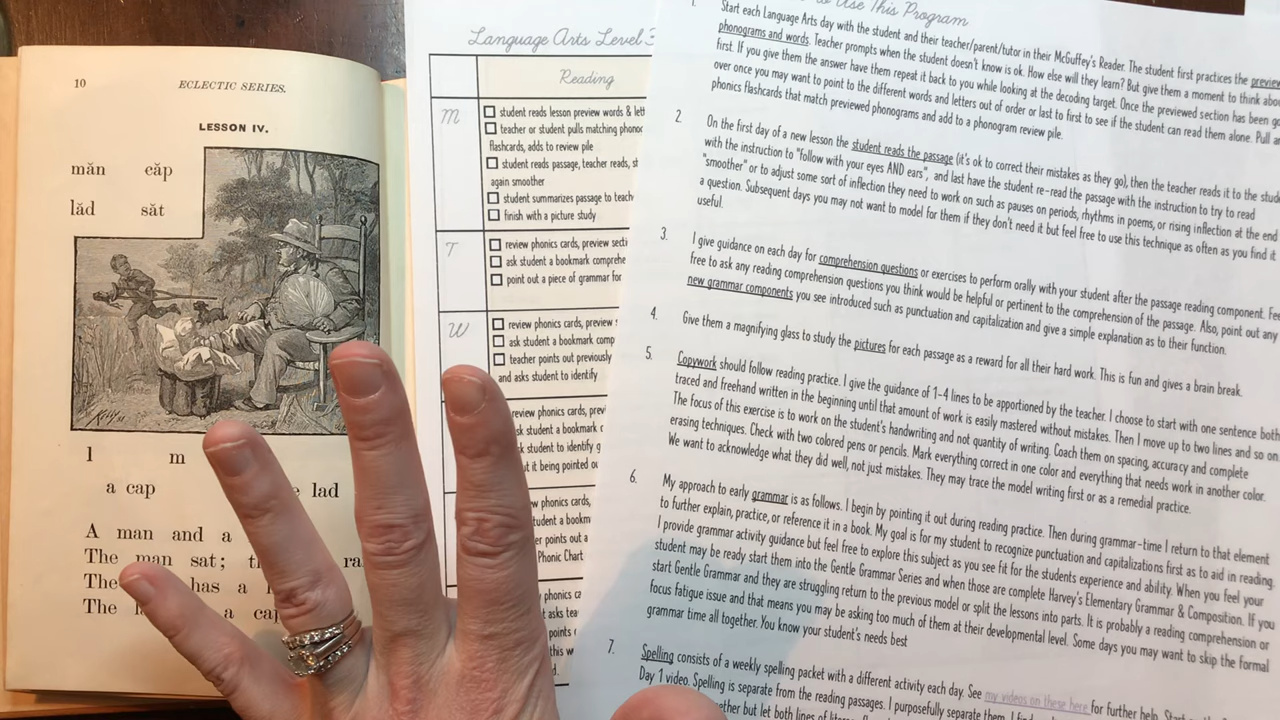 10
ECLECTIC SERIES.
LESSON IV.
măn căp
lăd săt
l m
a cap lad
A man and a
The man sat;
has a
The a cap
Language Arts Level 3
Reading
M
student reads lesson preview words &
teacher or student pulls matching
flashcards, adds to review pile
student reads passage, teacher reads,
again smoother
student summarizes passage to
finish with a picture study
T
review phonics cards, preview
ask student a bookmark
point out a piece of grammar for
W
review phonics cards, preview
ask student a bookmark
teacher points out previously
and asks student to identify
review phonics cards,
student a bookmark
student to identify
it being pointed
phonics cards,
student a
points out a
Phonic Chart
phonics
asks
points
this
Use This Program
1. Start each Language Arts day with the student and their teacher/parent/tutor in their McGuffey's Reader. The student first practices the
phonograms and words. Teacher prompts when the student doesn't know is ok. How else will they learn? But give them a moment to think
first. If you give them the answer have them repeat it back to you while looking at the decoding target. Once the previewed section has been
over once you may want to point to the different words and letters out of order or last to first to see if the student can read them alone. Pull
phonics flashcards that match previewed phonograms and add to a phonogram review pile.
2. On the first day of a new lesson the student reads the passage (it's ok to correct their mistakes as they go), then the teacher reads it to the
with the instruction to "follow with your eyes AND ears", and last have the student re-read the passage with the instruction to try to read
"smoother" or to adjust some sort of inflection they need to work on such as pauses on periods, rhythms in poems, or rising inflection at the end
a question. Subsequent days you may not want to model for them if they don't need it but feel free to use this technique as often as you find it
useful.
3. I give guidance on each day for comprehension questions or exercises to perform orally with your student after the passage reading component.
free to ask any reading comprehension questions you think would be helpful or pertinent to the comprehension of the passage. Also, point out any
new grammar components you see introduced such as punctuation and capitalization and give a simple explanation as to their function.
4. Give them a magnifying glass to study the pictures for each passage as a reward for all their hard work. This is fun and gives a brain break.
5. Copywork should follow reading practice. I give the guidance of 1-4 lines to be apportioned by the teacher. I choose to start with one sentence both
traced and freehand written in the beginning until that amount of work is easily mastered without mistakes. Then I move up to two lines and so on.
The focus of this exercise is to work on the student's handwriting and not quantity of writing. Coach them on spacing, accuracy and complete
erasing techniques. Check with two colored pens or pencils. Mark everything correct in one color and everything that needs work in another color.
We want to acknowledge what they did well, not just mistakes. They may trace the model writing first or as a remedial practice.
6. My approach to early grammar is as follows. I begin by pointing it out during reading practice. Then during grammar-time I return to that element
to further explain, practice, or reference it in a book. My goal is for my student to recognize punctuation and capitalizations first as to aid in reading.
I provide grammar activity guidance but feel free to explore this subject as you see fit for the students experience and ability. When you feel your
student may be ready start them into the Gentle Grammar Series and when those are complete Harvey's Elementary Grammar & Composition. If you
start Gentle Grammar and they are struggling return to the previous model or split the lessons into parts. It is probably a reading comprehension or
focus fatigue issue and that means you may be asking too much of them at their developmental level. Some days you may want to skip the formal
grammar time all together. You know your student's needs best
7. Spelling consists of a weekly spelling packet with a different activity each day. See my videos on these here for further help.
Day 1 video. Spelling is separate from the reading passages. I purposefully separate them.
but let both lines of